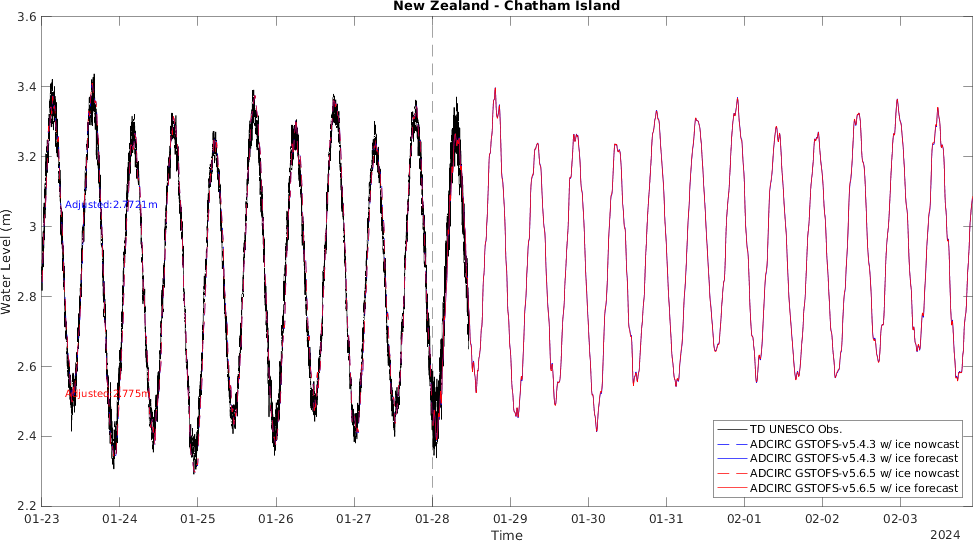 New Zealand - Chatham Island
3.6
3.4
3.2
3
2.8
2.6
2.4
2.2
Water Level (m)
Adjusted:2.7721m
Adjusted:2.775m
TD UNESCO Obs.
ADCIRC GSTOFS-v5.4.3 w/ ice nowcast
ADCIRC GSTOFS-v5.4.3 w/ ice forecast
ADCIRC GSTOFS-v5.6.5 w/ ice nowcast
ADCIRC GSTOFS-v5.6.5 w/ ice forecast
01-23 01-24 01-25 01-26 01-27 01-28 01-29 01-30 01-31 02-01 02-02 02-03
Time
2024